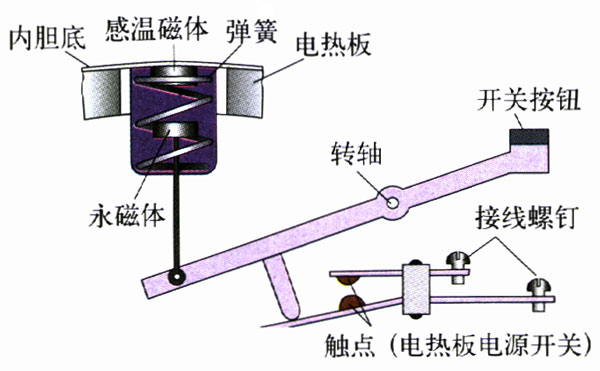 内胆底
感温磁体
弹簧
电热板
开关按钮
转轴
永磁体
接线螺钉
触点（电热板电源开关）